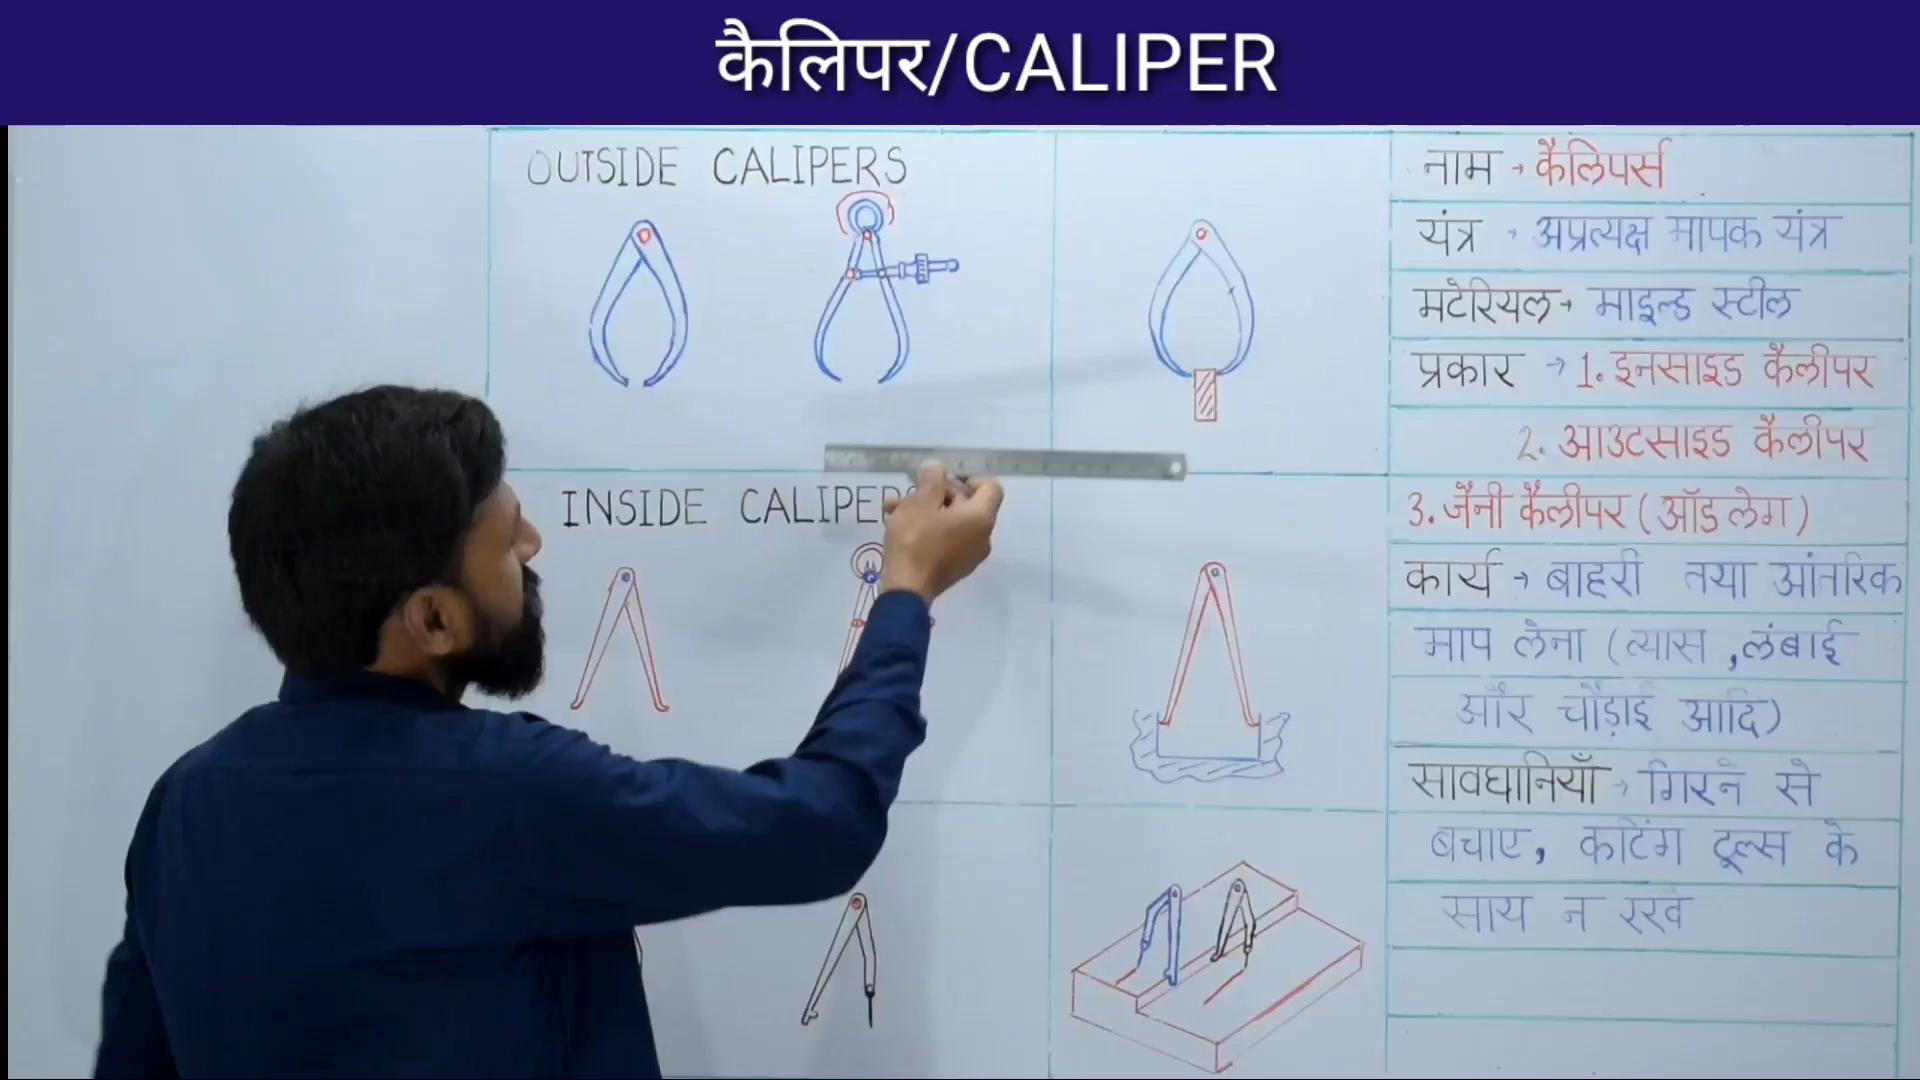 कैलिपर/CALIPER
OUTSIDE CALIPERS
INSIDE CALIPERS
नाम → कैलिपर्स
यंत्र → अप्रत्यक्ष मापक यंत्र
मटेरियल → माइल्ड स्टील
प्रकार → 1. इनसाइड कैलीपर
2. आउटसाइड कैलीपर
3. जैनी कैलीपर (ऑड लेग)
कार्य → बाहरी तथा आंतरिक
माप लेना (व्यास, लंबाई
और चौड़ाई आदि)
सावधानियाँ → गिरने से
बचाए, कटिंग टूल्स के
साथ न रखे